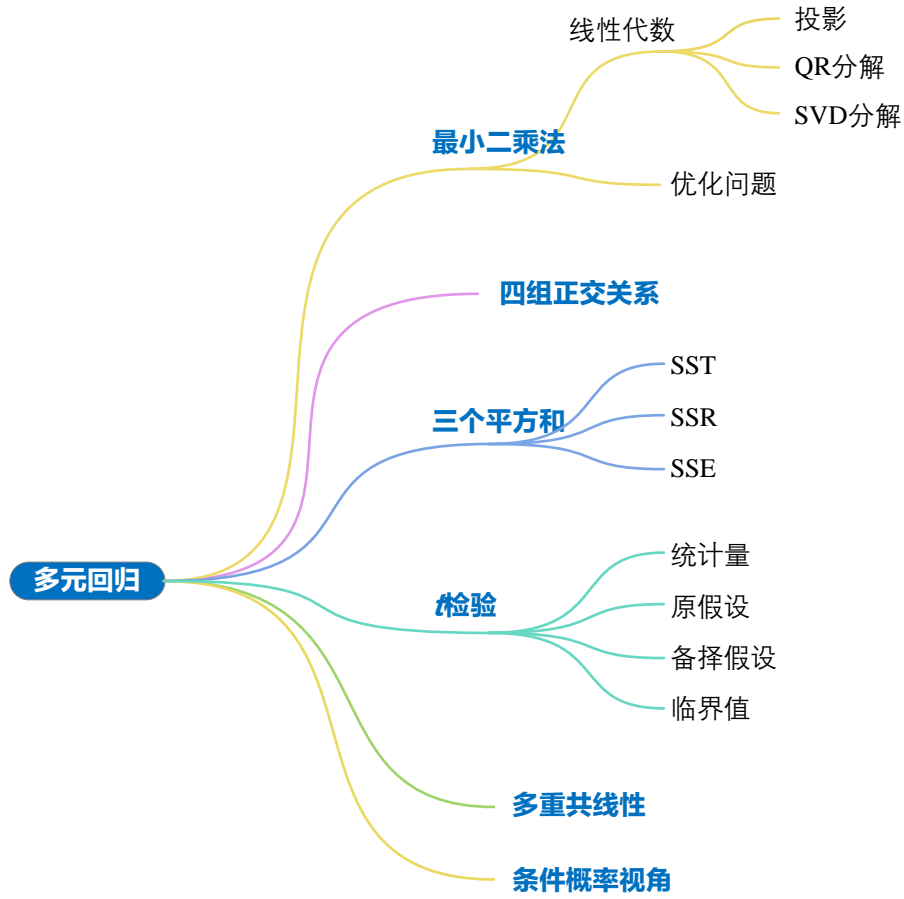 多元回归
最小二乘法
线性代数
投影
QR分解
SVD分解
优化问题
四组正交关系
三个平方和
SST
SSR
SSE
t检验
统计量
原假设
备择假设
临界值
多重共线性
条件概率视角